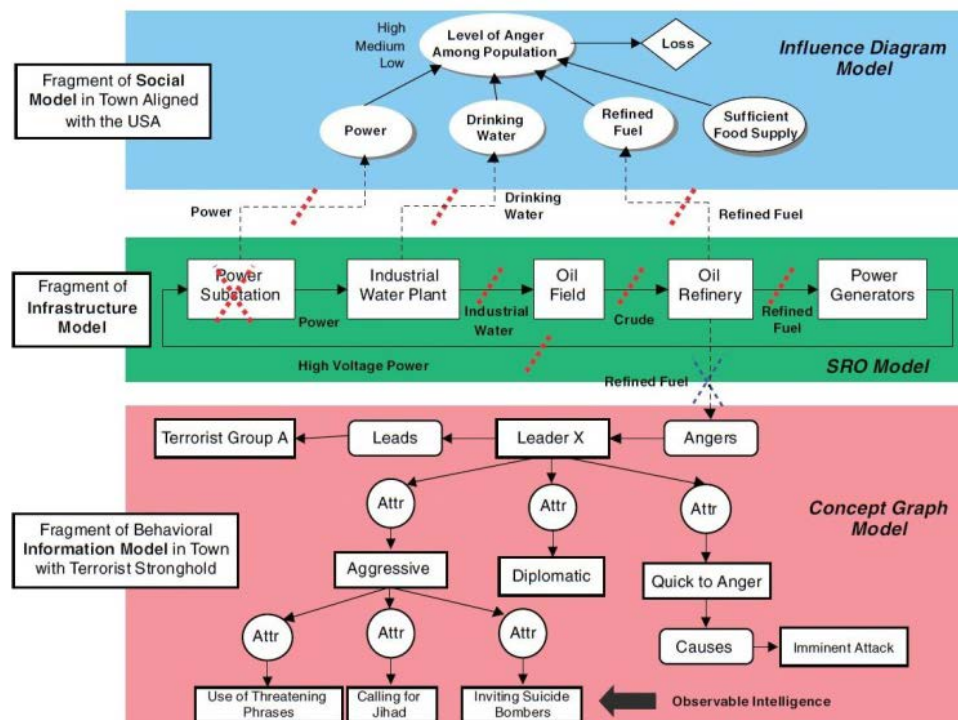 High
Medium
Low
Level of Anger
Among Population
Loss
Influence Diagram
Model
Fragment of Social
Model in Town Aligned
with the USA
Power
Drinking
Water
Refined
Fuel
Sufficient
Food Supply
Power
Drinking
Water
Refined Fuel
Fragment of
Infrastructure
Model
Power
Substation
Industrial
Water Plant
Oil
Field
Oil
Refinery
Power
Generators
Power
Industrial
Water
Crude
Refined
Fuel
High Voltage Power
SRO Model
Refined Fuel
Terrorist Group A
Leads
Leader X
Angers
Attr
Attr
Attr
Concept Graph
Model
Fragment of Behavioral
Information Model in Town
with Terrorist Stronghold
Aggressive
Diplomatic
Quick to Anger
Attr
Attr
Attr
Causes
Imminent Attack
Use of Threatening
Phrases
Calling for
Jihad
Inviting Suicide
Bombers
Observable Intelligence